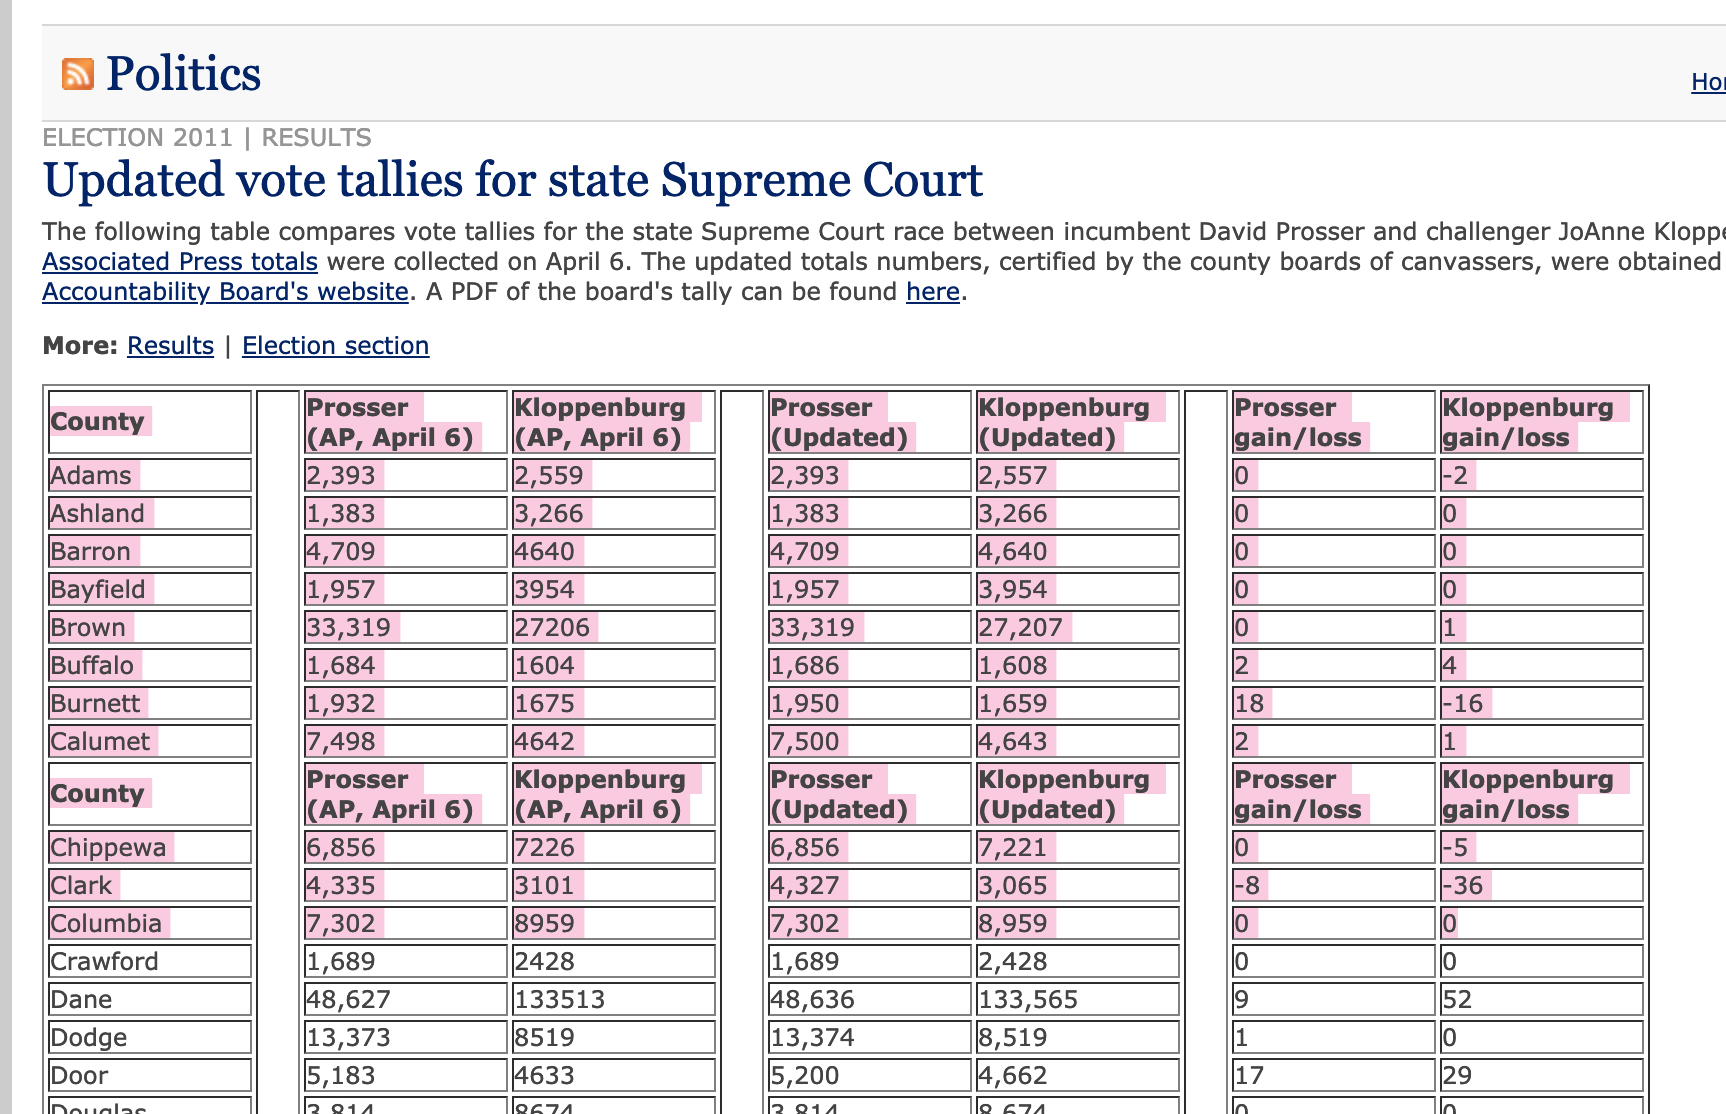 Politics
ELECTION 2011 | RESULTS
Updated vote tallies for state Supreme Court
The following table compares vote tallies for the state Supreme Court race between incumbent David Prosser and challenger JoAnne
Associated Press totals were collected on April 6. The updated totals numbers, certified by the county boards of canvassers, were obtained
Accountability Board's website. A PDF of the board's tally can be found here.
More: Results | Election section
County Prosser (AP, April 6) Kloppenburg (AP, April 6) Prosser (Updated) Kloppenburg (Updated) Prosser gain/loss Kloppenburg gain/loss
Adams 2,393 2,559 2,393 2,557 0 -2
Ashland 1,383 3,266 1,383 3,266 0 0
Barron 4,709 4640 4,709 4,640 0 0
Bayfield 1,957 3954 1,957 3,954 0 0
Brown 33,319 27206 33,319 27,207 0 1
Buffalo 1,684 1604 1,686 1,608 2 4
Burnett 1,932 1675 1,950 1,659 18 -16
Calumet 7,498 4642 7,500 4,643 2 1
County Prosser (AP, April 6) Kloppenburg (AP, April 6) Prosser (Updated) Kloppenburg (Updated) Prosser gain/loss Kloppenburg gain/loss
Chippewa 6,856 7226 6,856 7,221 0 -5
Clark 4,335 3101 4,327 3,065 -8 -36
Columbia 7,302 8959 7,302 8,959 0 0
Crawford 1,689 2428 1,689 2,428 0 0
Dane 48,627 133513 48,636 133,565 9 52
Dodge 13,373 8519 13,374 8,519 1 0
Door 5,183 4633 5,200 4,662 17 29
Douglas 3,814 8674 3,814 8,674 0 0